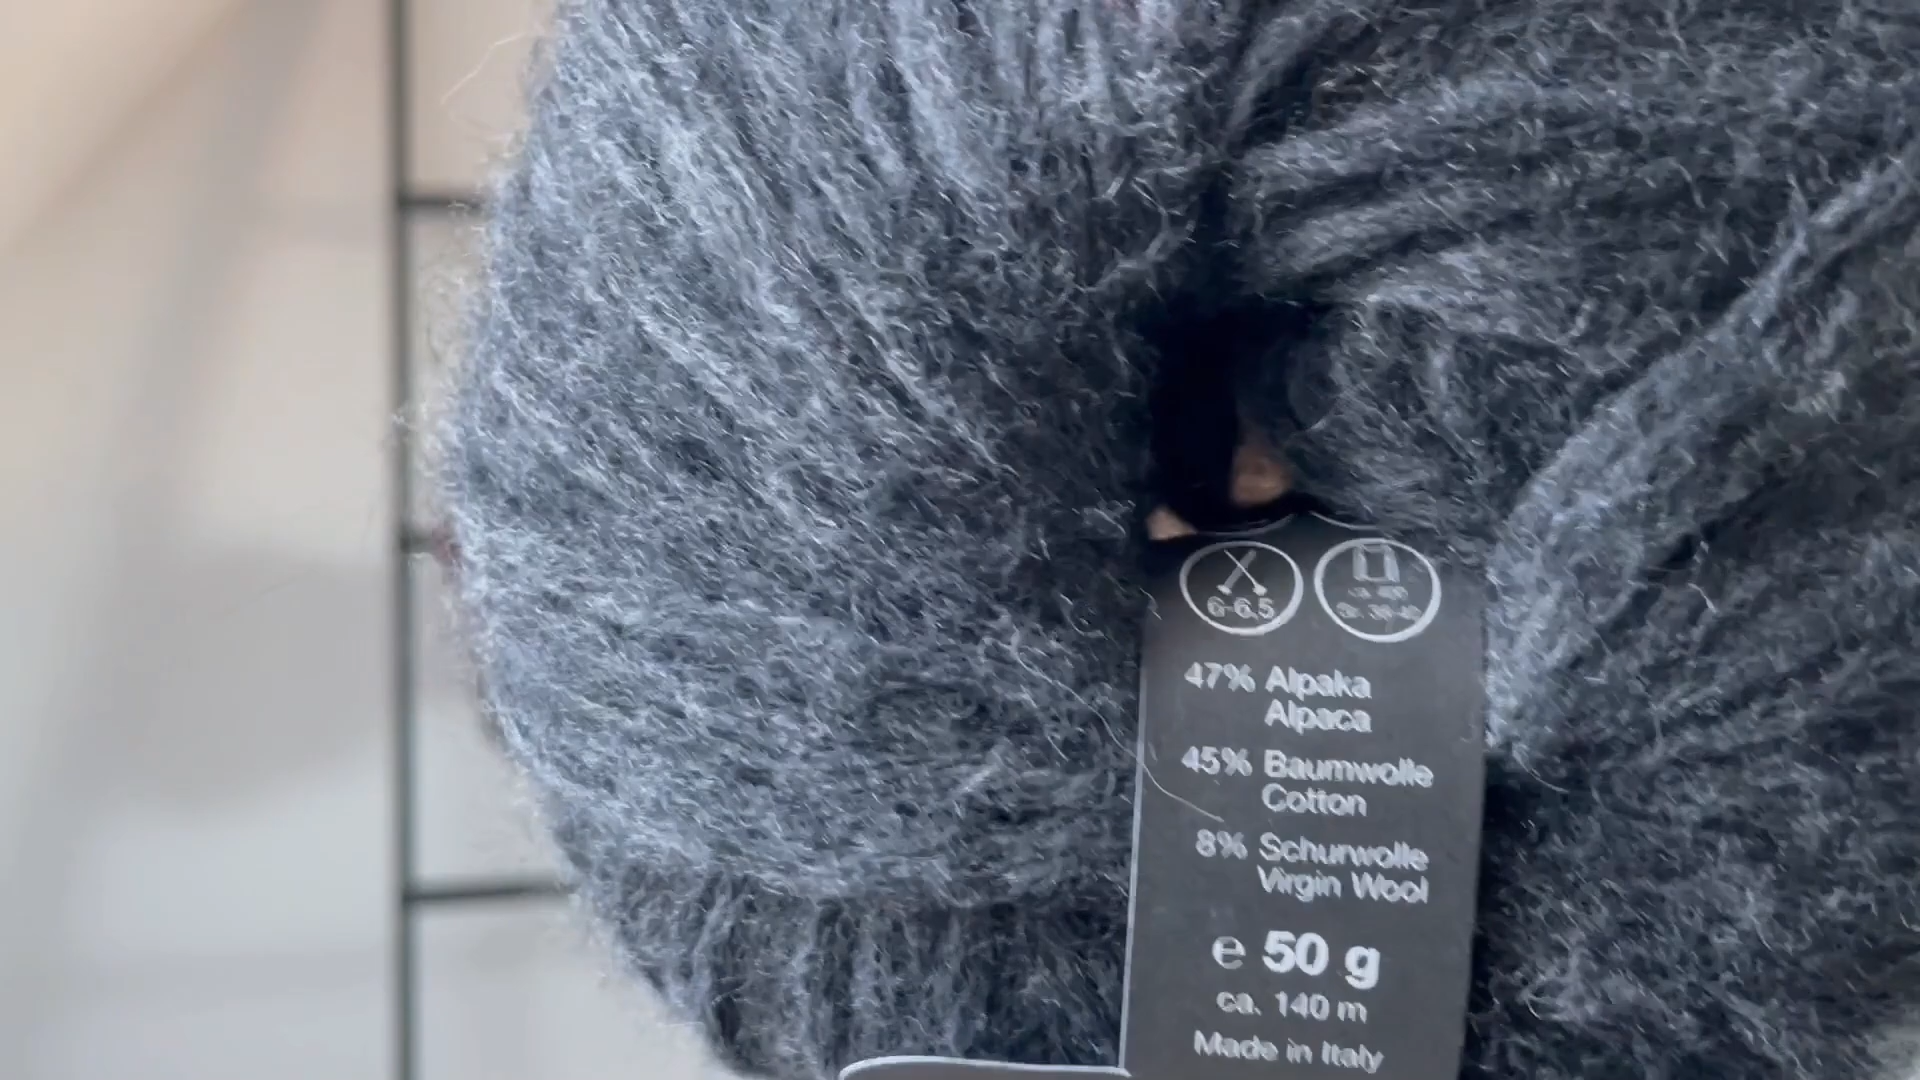 6-6,5
47% Alpaka
Alpaca
45% Baumwolle
Cotton
8% Schurwolle
Virgin Wool
e 50 g
ca. 140 m
Made in Italy